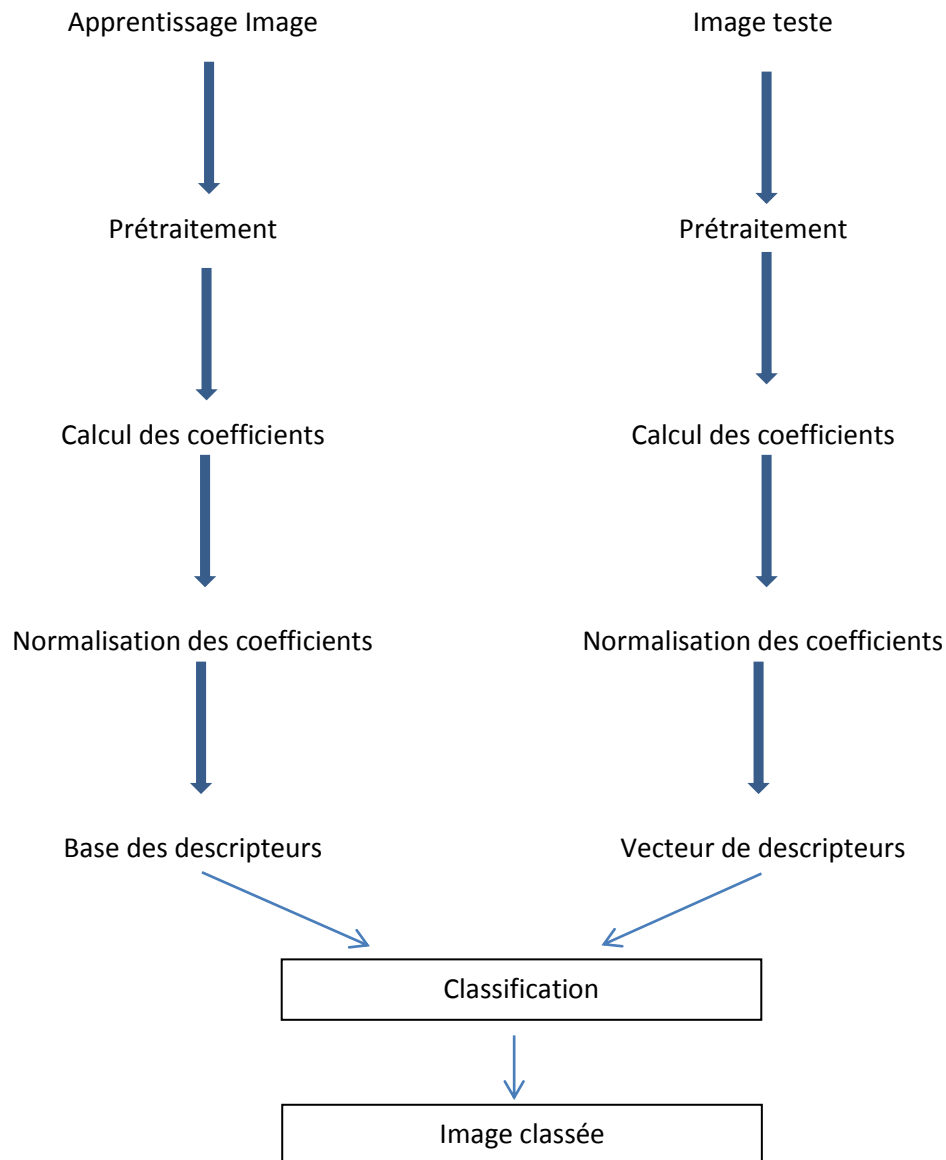 Apprentissage Image
Image teste
Prétraitement
Prétraitement
Calcul des coefficients
Calcul des coefficients
Normalisation des coefficients
Normalisation des coefficients
Base des descripteurs
Vecteur de descripteurs
Classification
Image classée